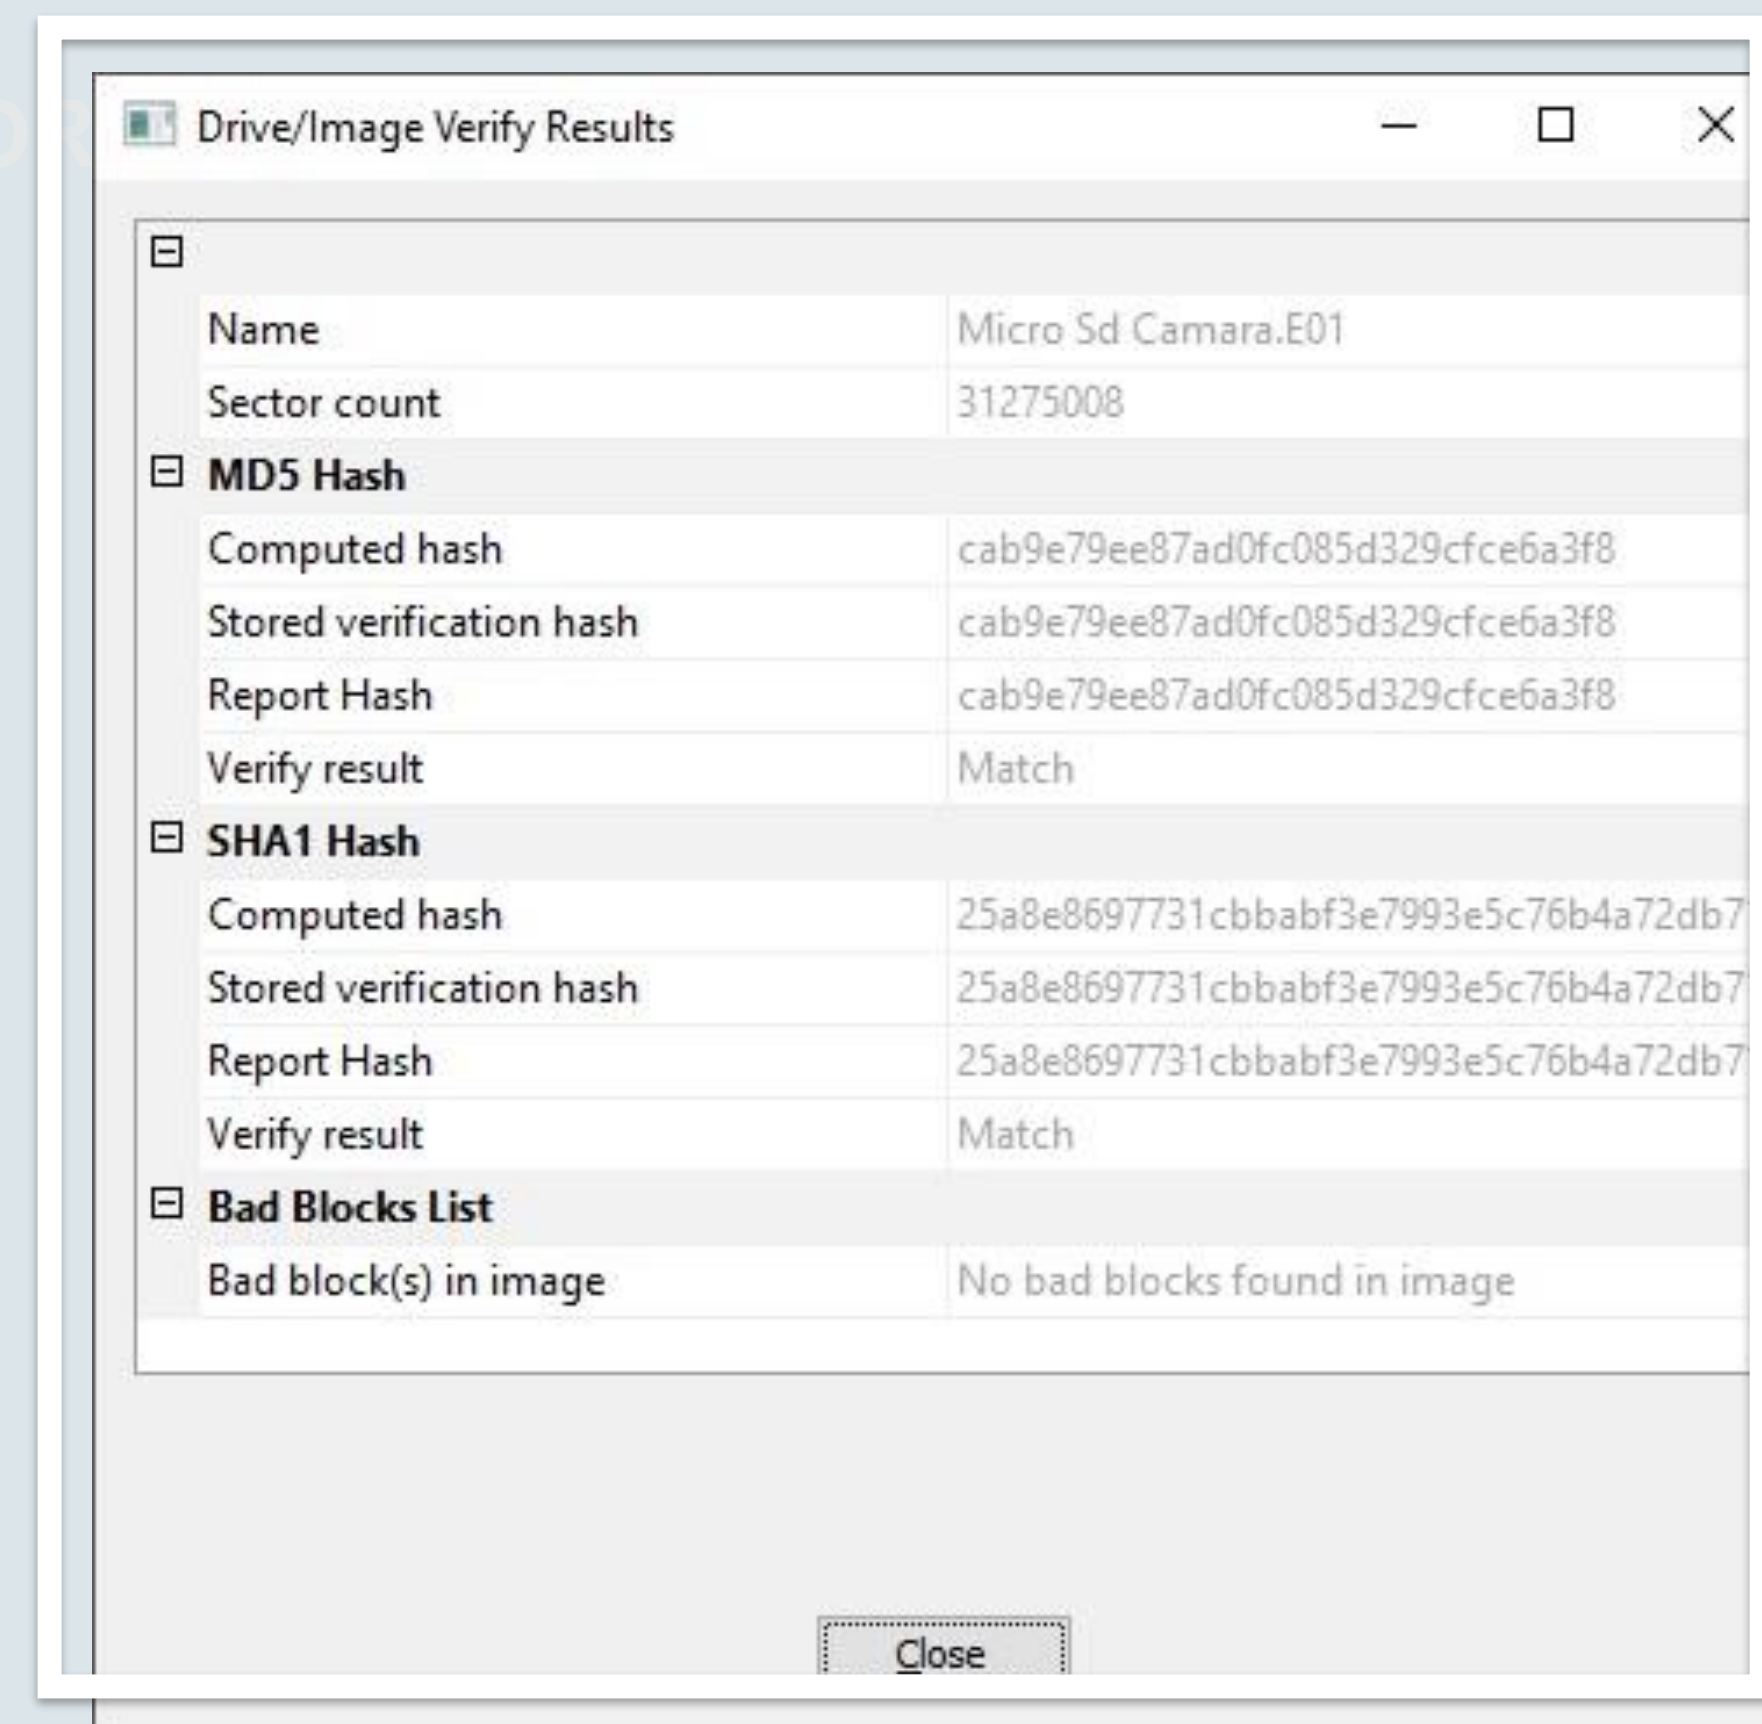 Drive/Image Verify Results
Name Micro Sd Camara.E01
Sector count 31275008
MD5 Hash
Computed hash cab9e79ee87ad0fc085d329cfce6a3f8
Stored verification hash cab9e79ee87ad0fc085d329cfce6a3f8
Report Hash cab9e79ee87ad0fc085d329cfce6a3f8
Verify result Match
SHA1 Hash
Computed hash 25a8e8697731cbbabf3e7993e5c76b4a72db7
Stored verification hash 25a8e8697731cbbabf3e7993e5c76b4a72db7
Report Hash 25a8e8697731cbbabf3e7993e5c76b4a72db7
Verify result Match
Bad Blocks List
Bad block(s) in image No bad blocks found in image
Close